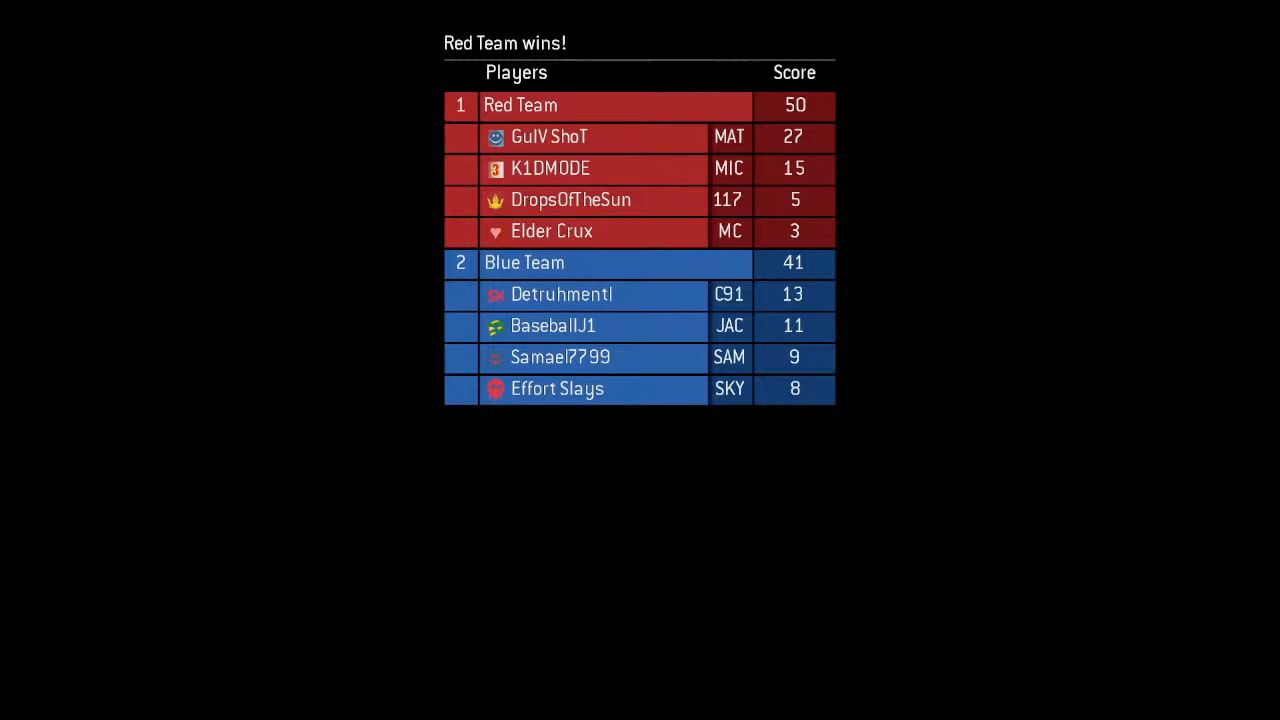 Red Team wins!
Players Score
1 Red Team 50
GulV ShoT MAT 27
3 K1DMODE MIC 15
DropsOfTheSun 117 5
Elder Crux MC 3
2 Blue Team 41
Detruhmentl C91 13
BaseballJ1 JAC 11
Samael7799 SAM 9
Effort Slays SKY 8